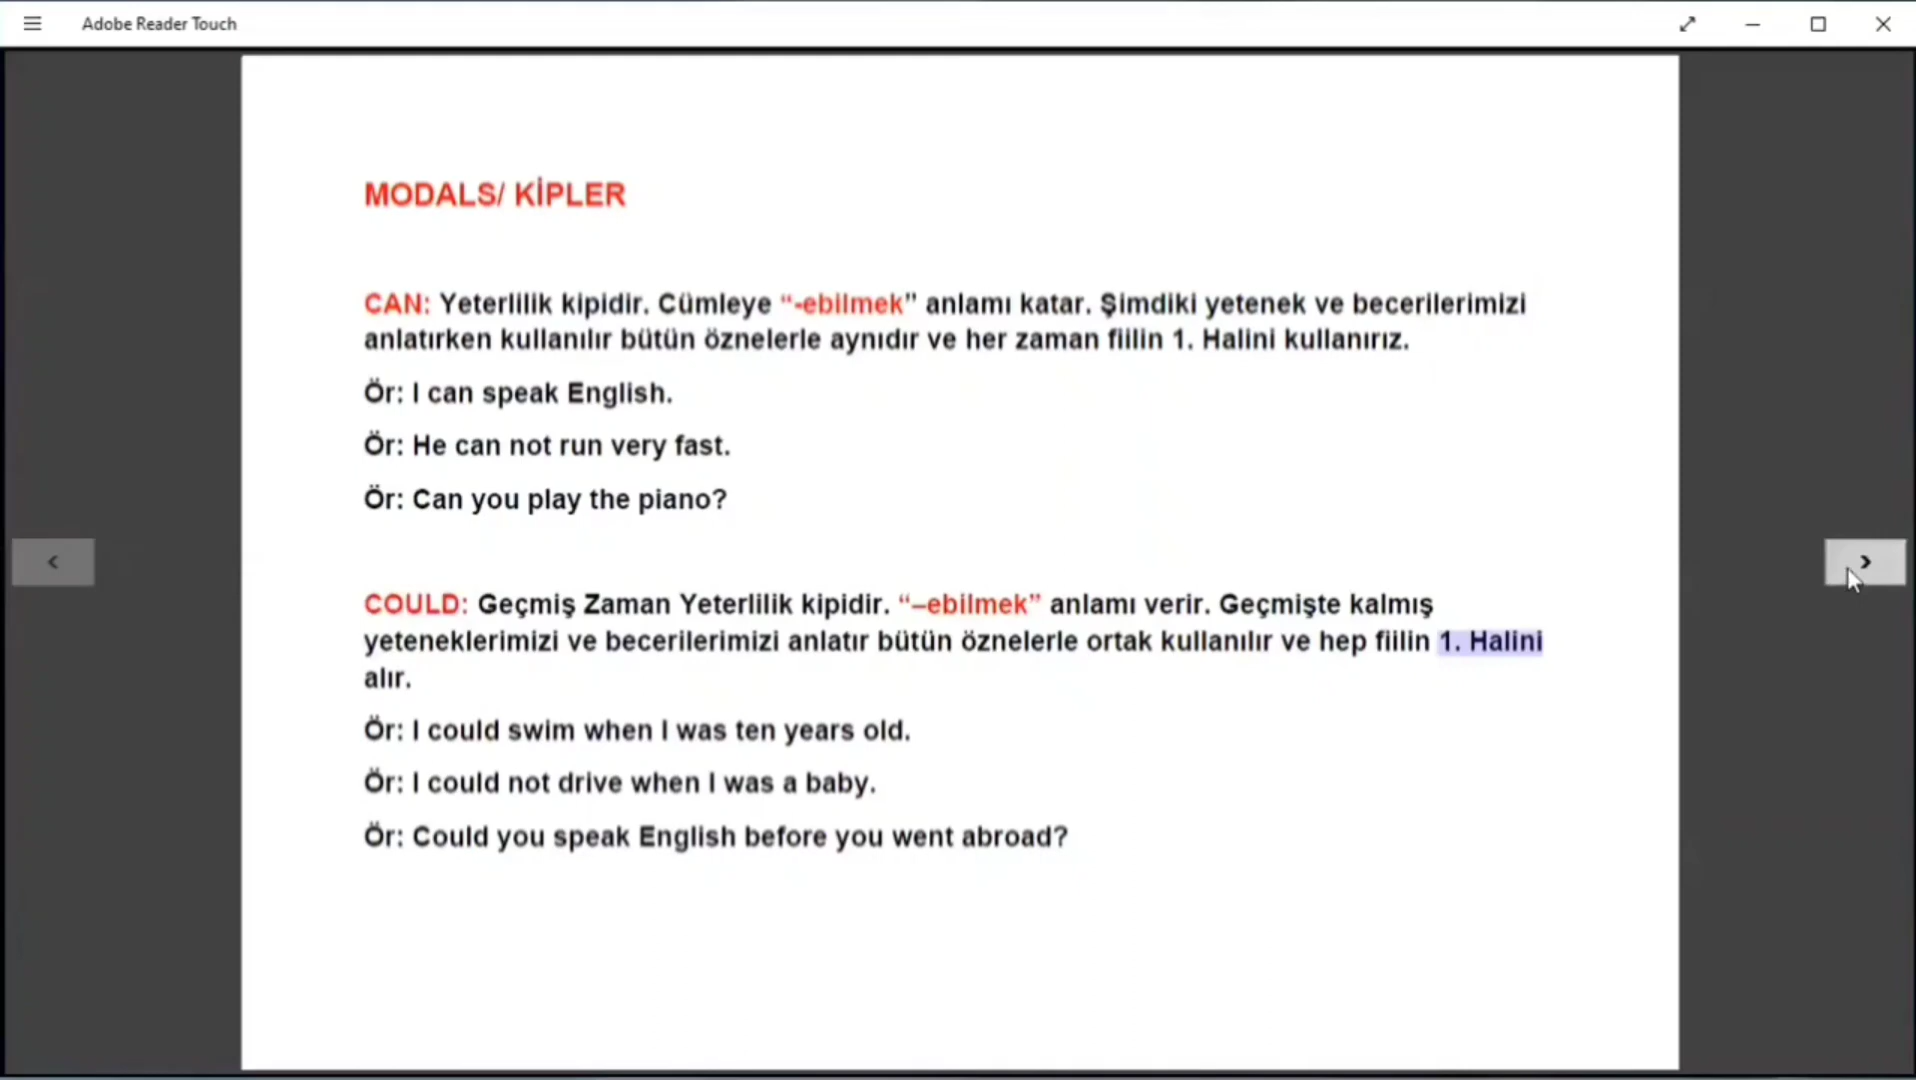 Adobe Reader Touch
MODALS/ KİPLER
CAN: Yeterlilik kipidir. Cümleye “-ebilmek” anlamı katar. Şimdiki yetenek ve becerilerimizi
anlatırken kullanılır bütün öznelerle aynıdır ve her zaman fiilin 1. Halini kullanırız.
Ör: I can speak English.
Ör: He can not run very fast.
Ör: Can you play the piano?
COULD: Geçmiş Zaman Yeterlilik kipidir. “–ebilmek” anlamı verir. Geçmişte kalmış
yeteneklerimizi ve becerilerimizi anlatır bütün öznelerle ortak kullanılır ve hep fiilin 1. Halini
alır.
Ör: I could swim when I was ten years old.
Ör: I could not drive when I was a baby.
Ör: Could you speak English before you went abroad?